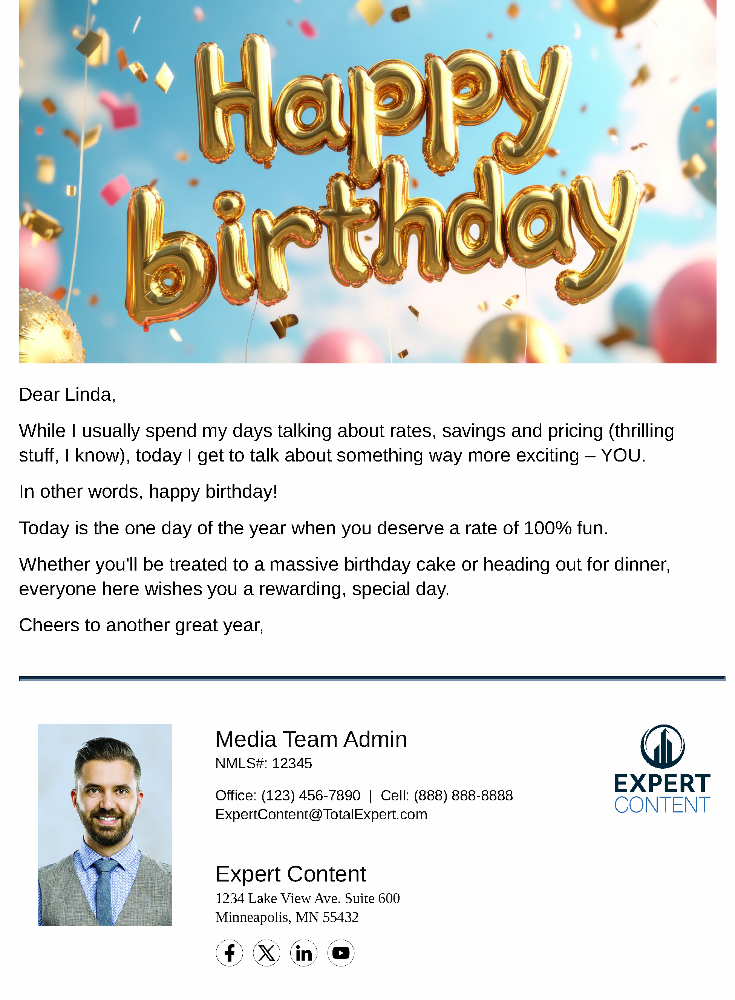 Happy
birthday
Dear Linda,
While I usually spend my days talking about rates, savings and pricing (thrilling
stuff, I know), today I get to talk about something way more exciting – YOU.
In other words, happy birthday!
Today is the one day of the year when you deserve a rate of 100% fun.
Whether you'll be treated to a massive birthday cake or heading out for dinner,
everyone here wishes you a rewarding, special day.
Cheers to another great year,
Media Team Admin
NMLS#: 12345
Office: (123) 456-7890 | Cell: (888) 888-8888
ExpertContent@TotalExpert.com
EXPERT
CONTENT
Expert Content
1234 Lake View Ave. Suite 600
Minneapolis, MN 55432